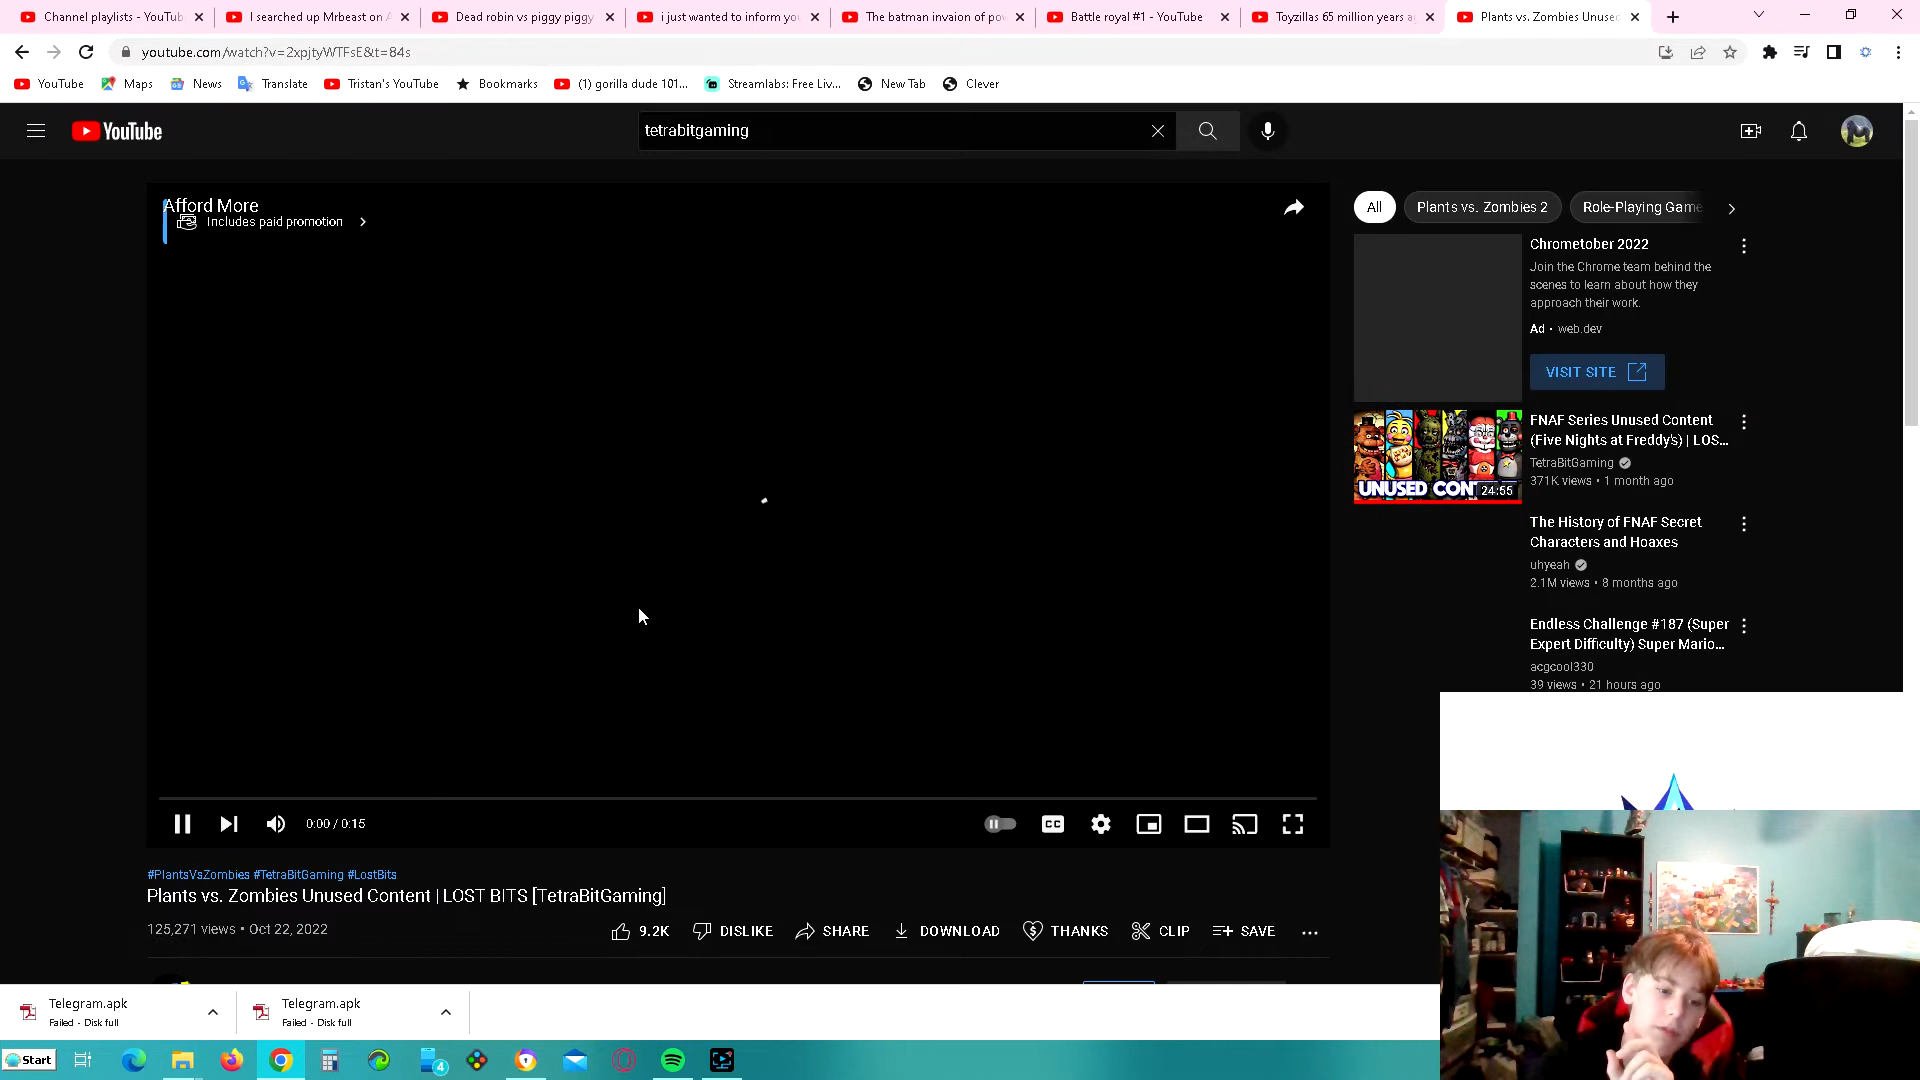 Channel playlists - YouTub
I searched up Mrbeast on A
Dead robin vs piggy piggy
i just wanted to inform you
The batman invaion of pow
Battle royal #1 - YouTube
Toyzillas 65 million years a
Plants vs. Zombies Unused
youtube.com/watch?v=2xpjtyWTFsE&t=84s
YouTube
Maps
News
Translate
Tristan's YouTube
Bookmarks
(1) gorilla dude 101...
Streamlabs: Free Liv...
New Tab
Clever
YouTube
tetrabitgaming
Afford More
Includes paid promotion
0:00 / 0:15
CC
#PlantsVsZombies #TetraBitGaming #LostBits
Plants vs. Zombies Unused Content | LOST BITS [TetraBitGaming]
125,271 views • Oct 22, 2022
9.2K
DISLIKE
SHARE
DOWNLOAD
THANKS
CLIP
SAVE
All
Plants vs. Zombies 2
Role-Playing Game
Chrometober 2022
Join the Chrome team behind the
scenes to learn about how they
approach their work.
Ad • web.dev
VISIT SITE
UNUSED CON
24:55
FNAF Series Unused Content
(Five Nights at Freddy's) | LOS...
TetraBitGaming
371K views • 1 month ago
The History of FNAF Secret
Characters and Hoaxes
uhyeah
2.1M views • 8 months ago
Endless Challenge #187 (Super
Expert Difficulty) Super Mario...
acgcool330
39 views • 21 hours ago
Telegram.apk
Failed - Disk full
Telegram.apk
Failed - Disk full
Start
4